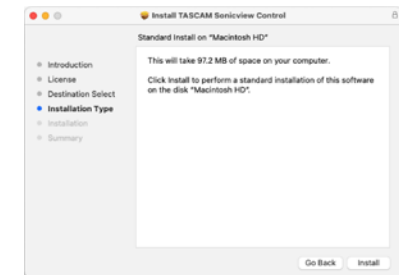 Install TASCAM Sonicview Control
Standard Install on "Macintosh HD"
Introduction
License
Destination Select
Installation Type
Installation
Summary
This will take 97.2 MB of space on your computer.
Click Install to perform a standard installation of this software
on the disk "Macintosh HD".
Go Back
Install